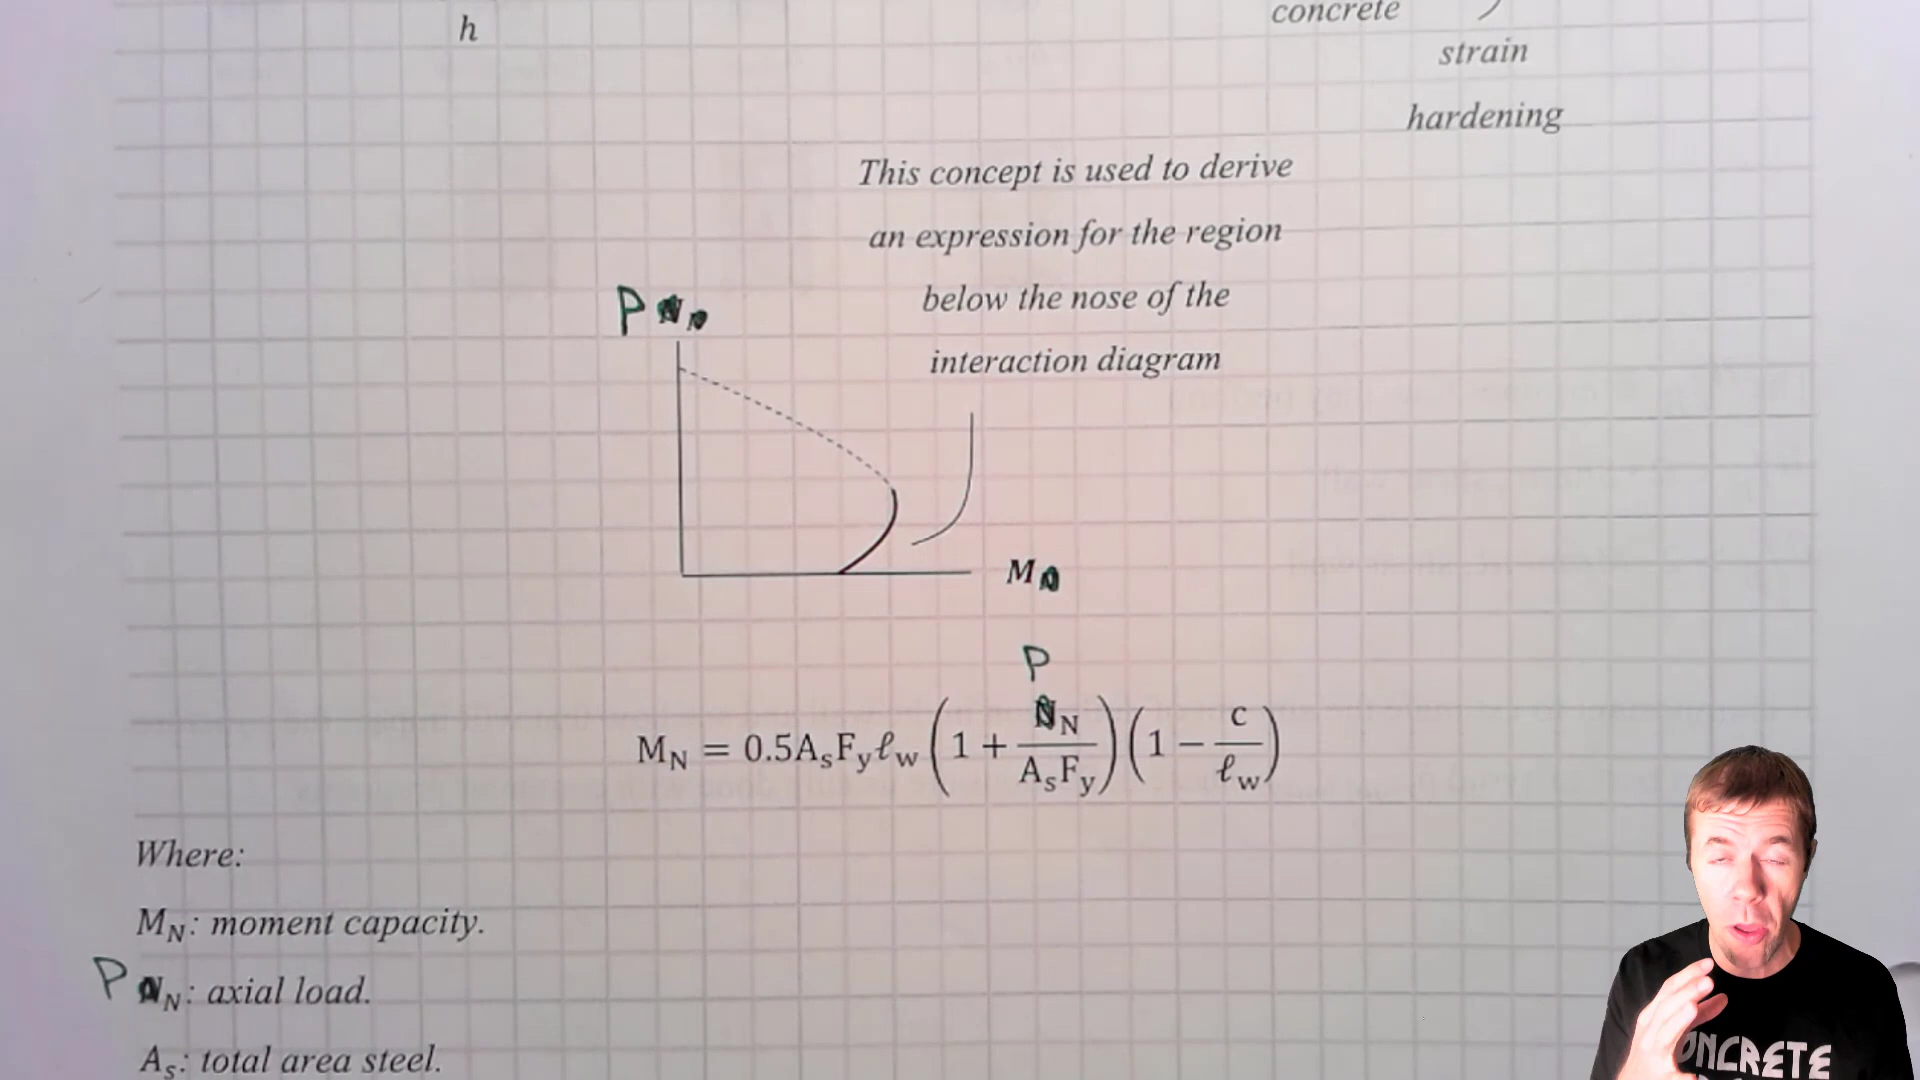 h
concrete
strain
hardening
This concept is used to derive
an expression for the region
below the nose of the
interaction diagram
P n
M
P
M_N = 0.5A_sF_yℓ_w (1 + N_N/A_sF_y)(1 − c/ℓ_w)
Where:
M_N: moment capacity.
P N: axial load.
A_s: total area steel.
CONCRETE